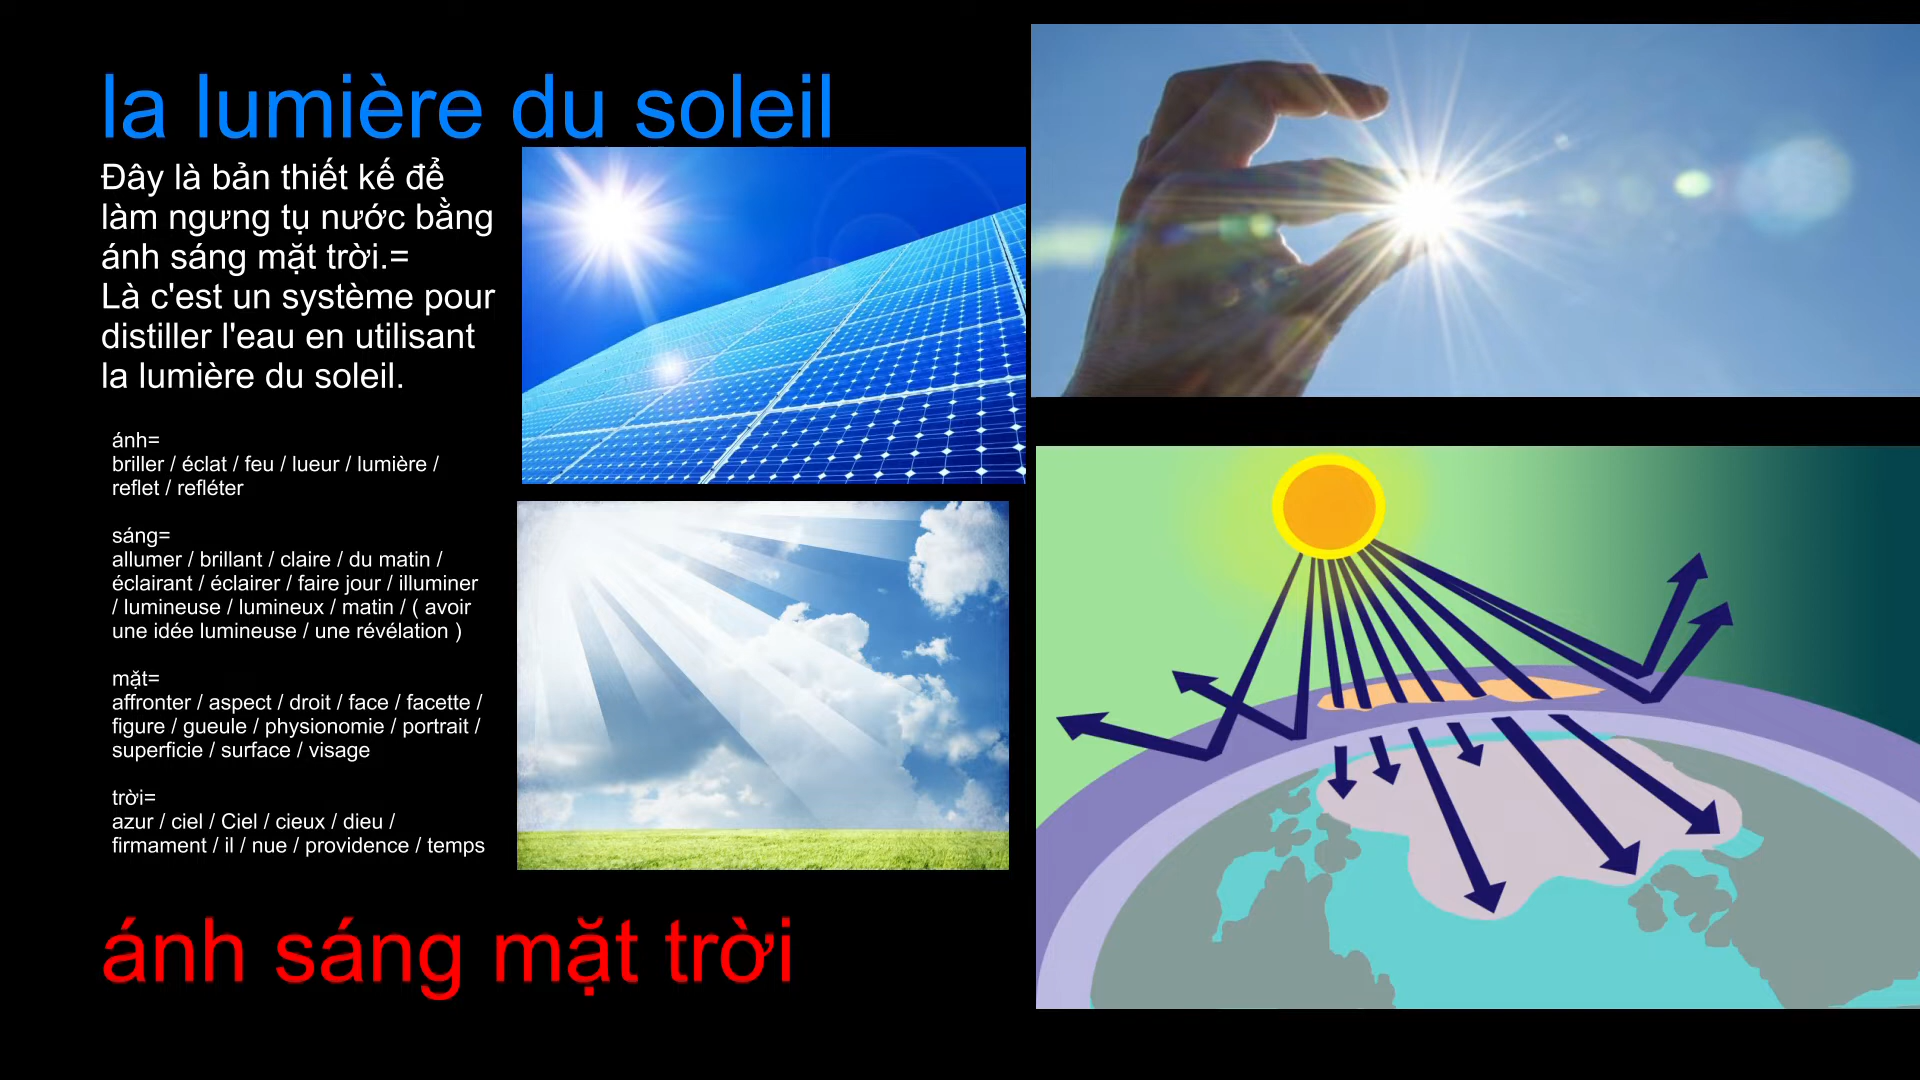 la lumière du soleil
Đây là bản thiết kế để
làm ngưng tụ nước bằng
ánh sáng mặt trời.=
Là c'est un système pour
distiller l'eau en utilisant
la lumière du soleil.
ánh=
briller / éclat / feu / lueur / lumière /
reflet / refléter
sáng=
allumer / brillant / claire / du matin /
éclairant / éclairer / faire jour / illuminer
/ lumineuse / lumineux / matin / ( avoir
une idée lumineuse / une révélation )
mặt=
affronter / aspect / droit / face / facette /
figure / gueule / physionomie / portrait /
superficie / surface / visage
trời=
azur / ciel / Ciel / cieux / dieu /
firmament / il / nue / providence / temps
ánh sáng mặt trời